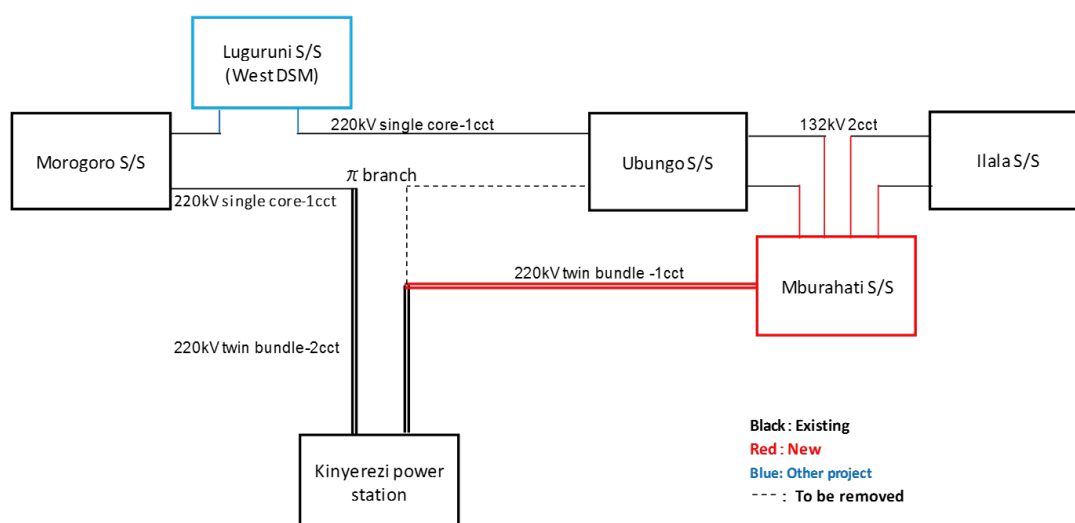 Luguruni S/S
(West DSM)
Morogoro S/S
220kV single core-1cct
Ubungo S/S
132kV 2cct
Ilala S/S
π branch
220kV single core-1cct
220kV twin bundle -1cct
Mburahati S/S
220kV twin bundle-2cct
Kinyerezi power
station
Black : Existing
Red : New
Blue: Other project
---- : To be removed